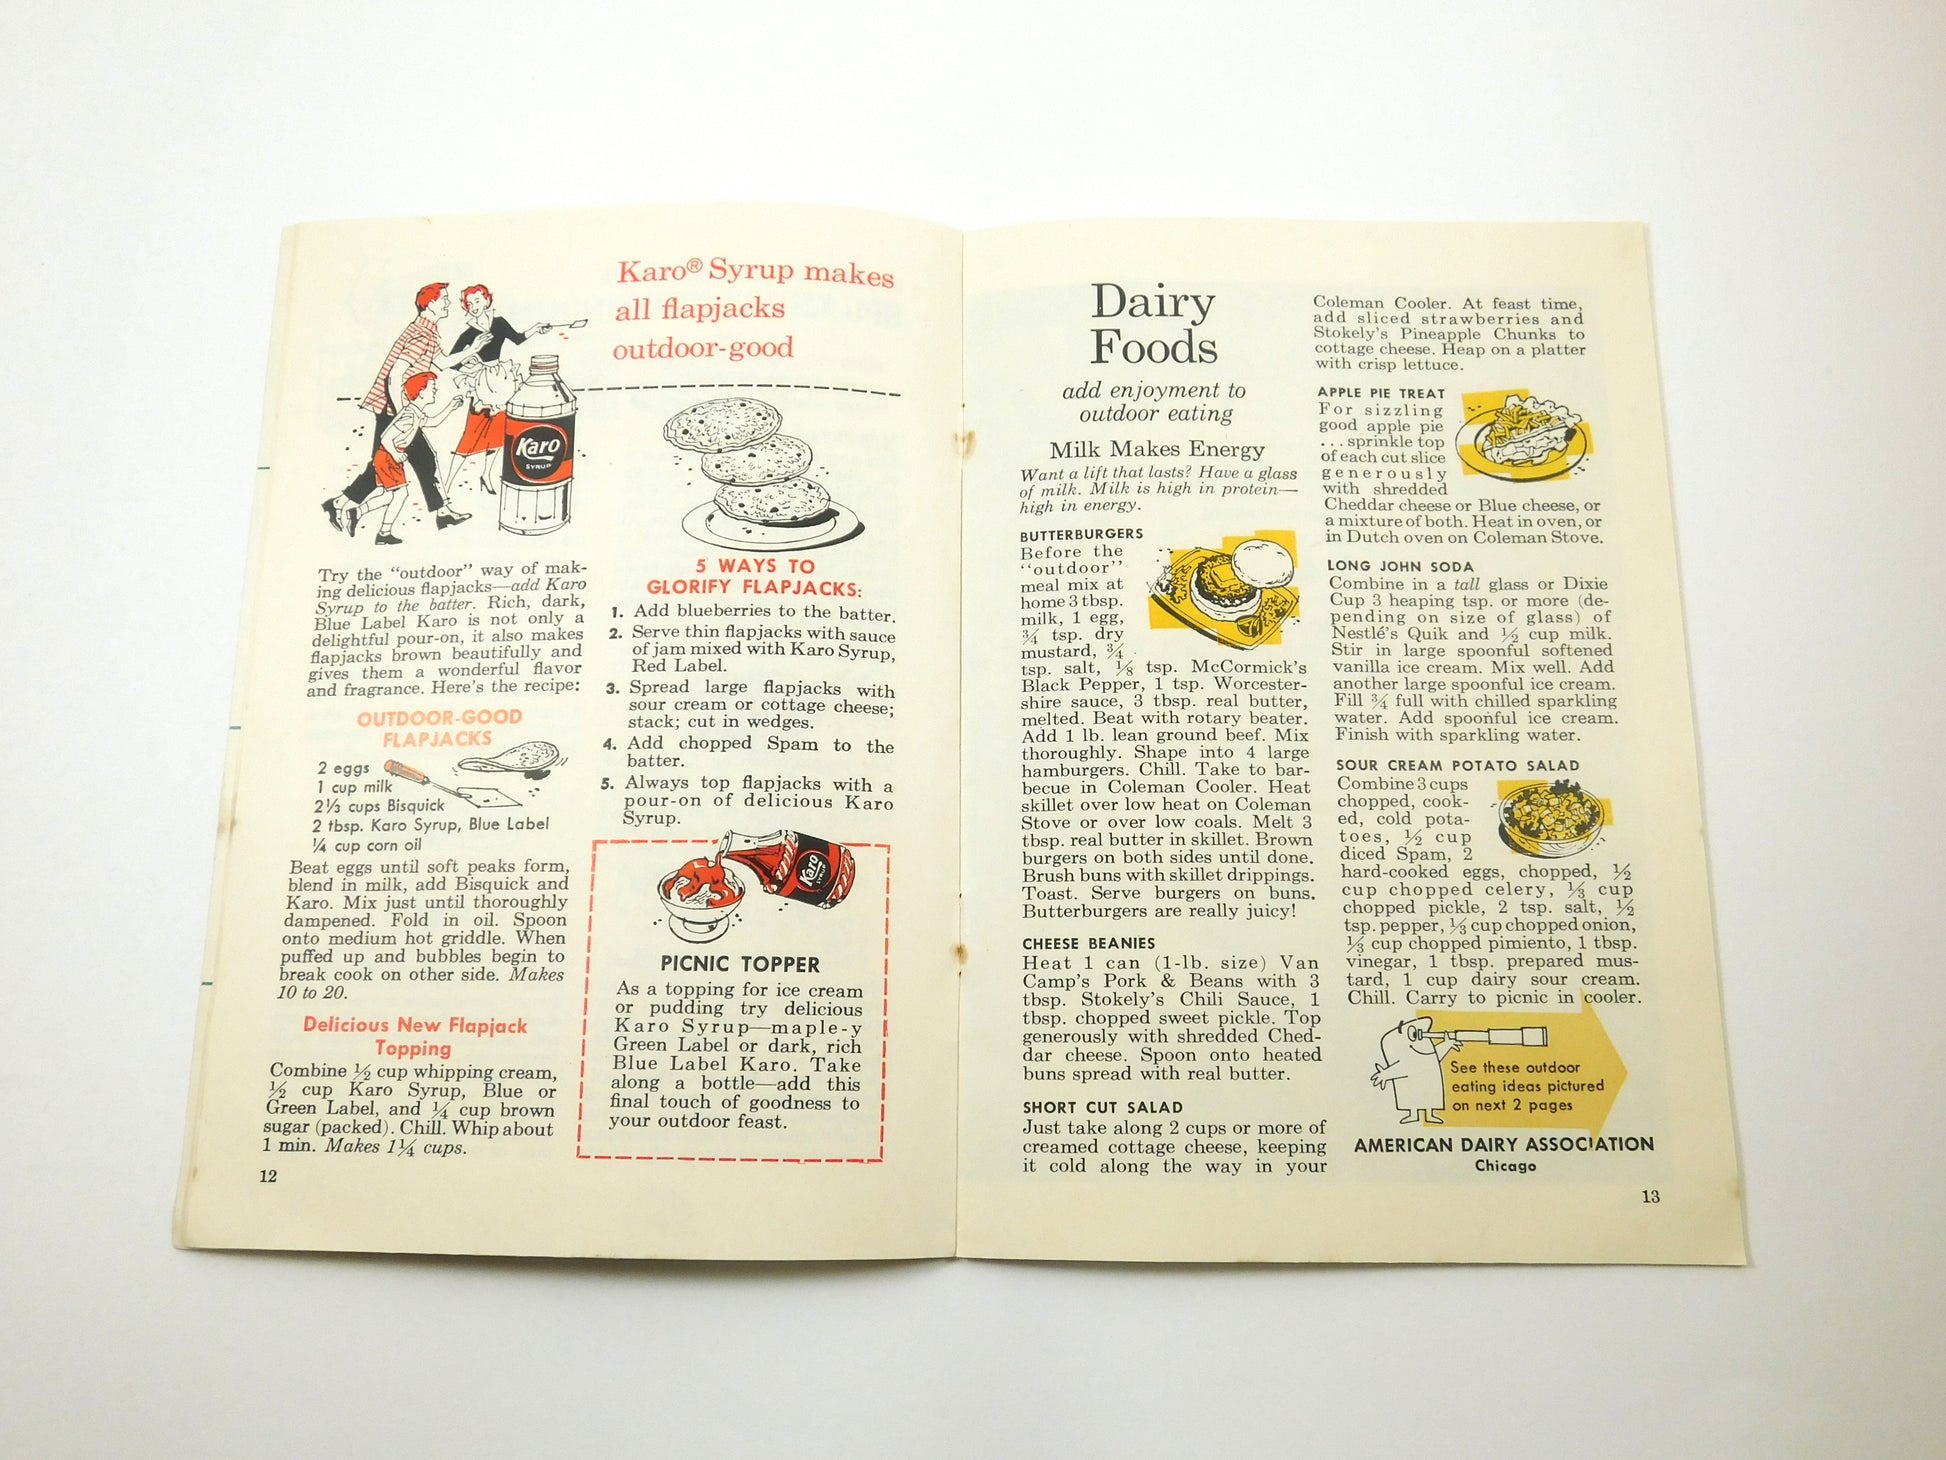 Karo® Syrup makes
all flapjacks
outdoor-good
Karo
SYRUP
Try the "outdoor" way of mak-
ing delicious flapjacks—add Karo
Syrup to the batter. Rich, dark,
Blue Label Karo is not only a
delightful pour-on, it also makes
flapjacks brown beautifully and
gives them a wonderful flavor
and fragrance. Here's the recipe:
OUTDOOR-GOOD
FLAPJACKS
2 eggs
1 cup milk
2⅓ cups Bisquick
2 tbsp. Karo Syrup, Blue Label
¼ cup corn oil
Beat eggs until soft peaks form,
blend in milk, add Bisquick and
Karo. Mix just until thoroughly
dampened. Fold in oil. Spoon
onto medium hot griddle. When
puffed up and bubbles begin to
break cook on other side. Makes
10 to 20.
Delicious New Flapjack
Topping
Combine ½ cup whipping cream,
½ cup Karo Syrup, Blue or
Green Label, and ¼ cup brown
sugar (packed). Chill. Whip about
1 min. Makes 1¼ cups.
12
5 WAYS TO
GLORIFY FLAPJACKS:
1. Add blueberries to the batter.
2. Serve thin flapjacks with sauce
of jam mixed with Karo Syrup,
Red Label.
3. Spread large flapjacks with
sour cream or cottage cheese;
stack; cut in wedges.
4. Add chopped Spam to the
batter.
5. Always top flapjacks with a
pour-on of delicious Karo
Syrup.
Karo
SYRUP
PICNIC TOPPER
As a topping for ice cream
or pudding try delicious
Karo Syrup—maple-y
Green Label or dark, rich
Blue Label Karo. Take
along a bottle—add this
final touch of goodness to
your outdoor feast.
Dairy
Foods
add enjoyment to
outdoor eating
Milk Makes Energy
Want a lift that lasts? Have a glass
of milk. Milk is high in protein—
high in energy.
BUTTERBURGERS
Before the
"outdoor"
meal mix at
home 3 tbsp.
milk, 1 egg,
¾ tsp. dry
mustard, ¾
tsp. salt, ⅛ tsp. McCormick's
Black Pepper, 1 tsp. Worcester-
shire sauce, 3 tbsp. real butter,
melted. Beat with rotary beater.
Add 1 lb. lean ground beef. Mix
thoroughly. Shape into 4 large
hamburgers. Chill. Take to bar-
becue in Coleman Cooler. Heat
skillet over low heat on Coleman
Stove or over low coals. Melt 3
tbsp. real butter in skillet. Brown
burgers on both sides until done.
Brush buns with skillet drippings.
Toast. Serve burgers on buns.
Butterburgers are really juicy!
CHEESE BEANIES
Heat 1 can (1-lb. size) Van
Camp's Pork & Beans with 3
tbsp. Stokely's Chili Sauce, 1
tbsp. chopped sweet pickle. Top
generously with shredded Ched-
dar cheese. Spoon onto heated
buns spread with real butter.
SHORT CUT SALAD
Just take along 2 cups or more of
creamed cottage cheese, keeping
it cold along the way in your
Coleman Cooler. At feast time,
add sliced strawberries and
Stokely's Pineapple Chunks to
cottage cheese. Heap on a platter
with crisp lettuce.
APPLE PIE TREAT
For sizzling
good apple pie
... sprinkle top
of each cut slice
generously
with shredded
Cheddar cheese or Blue cheese, or
a mixture of both. Heat in oven, or
in Dutch oven on Coleman Stove.
LONG JOHN SODA
Combine in a tall glass or Dixie
Cup 3 heaping tsp. or more (de-
pending on size of glass) of
Nestlé's Quik and ½ cup milk.
Stir in large spoonful softened
vanilla ice cream. Mix well. Add
another large spoonful ice cream.
Fill ¾ full with chilled sparkling
water. Add spoonful ice cream.
Finish with sparkling water.
SOUR CREAM POTATO SALAD
Combine 3 cups
chopped, cook-
ed, cold pota-
toes, ½ cup
diced Spam, 2
hard-cooked eggs, chopped, ½
cup chopped celery, ⅓ cup
chopped pickle, 2 tsp. salt, ½
tsp. pepper, ⅓ cup chopped onion,
⅓ cup chopped pimiento, 1 tbsp.
vinegar, 1 tbsp. prepared mus-
tard, 1 cup dairy sour cream.
Chill. Carry to picnic in cooler.
See these outdoor
eating ideas pictured
on next 2 pages
AMERICAN DAIRY ASSOCIATION
Chicago
13